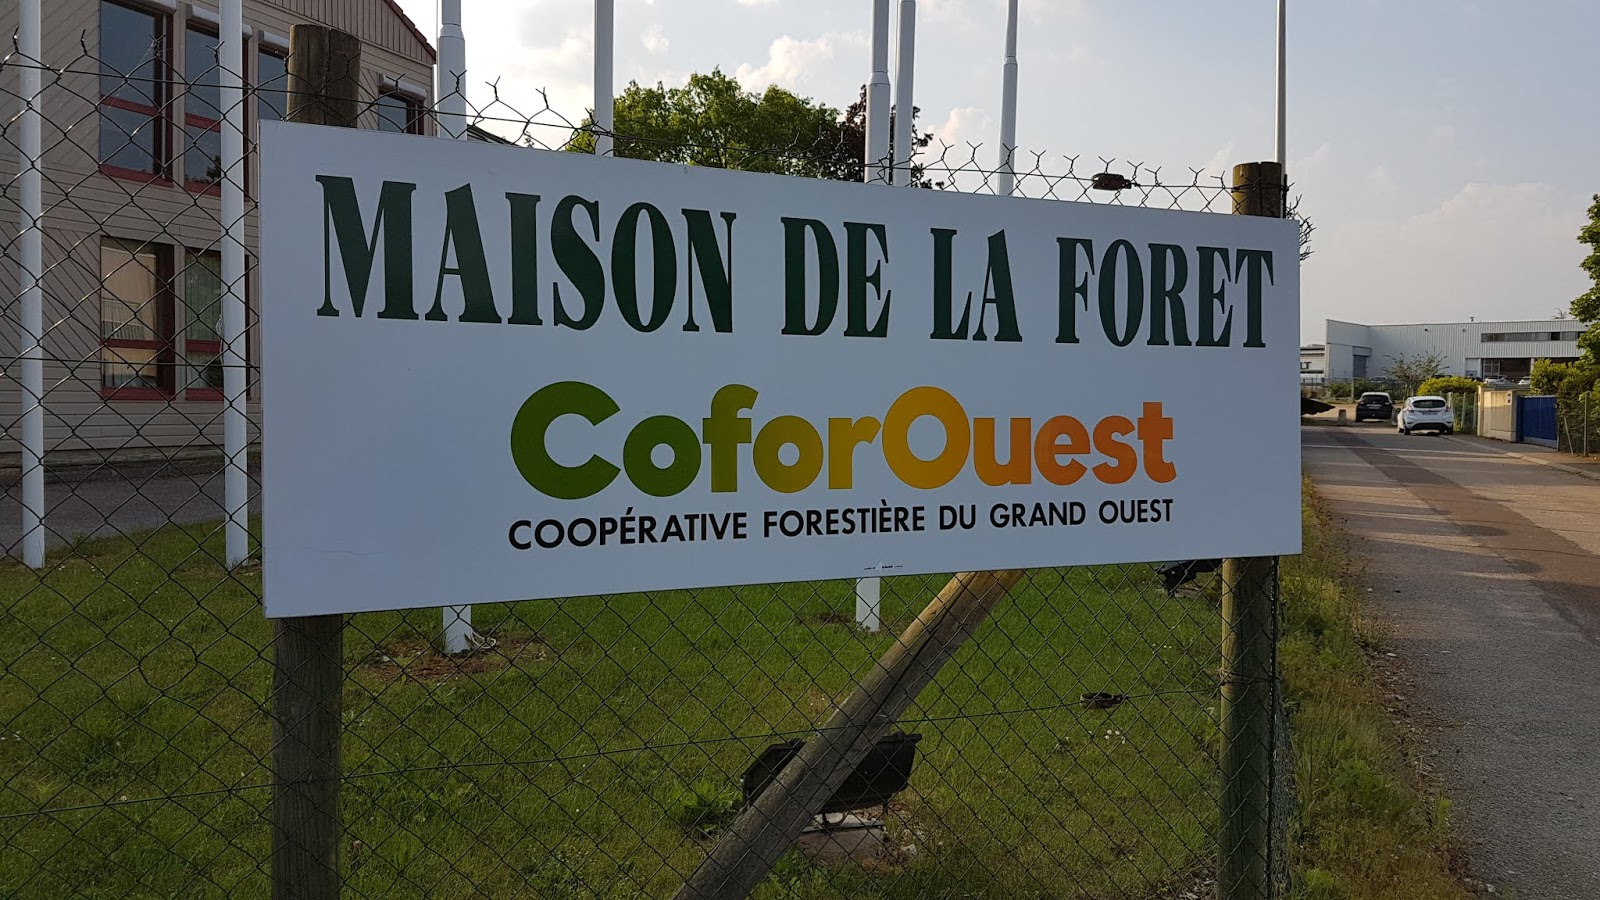 MAISON DE LA FORET
CoforOuest
COOPÉRATIVE FORESTIÈRE DU GRAND OUEST